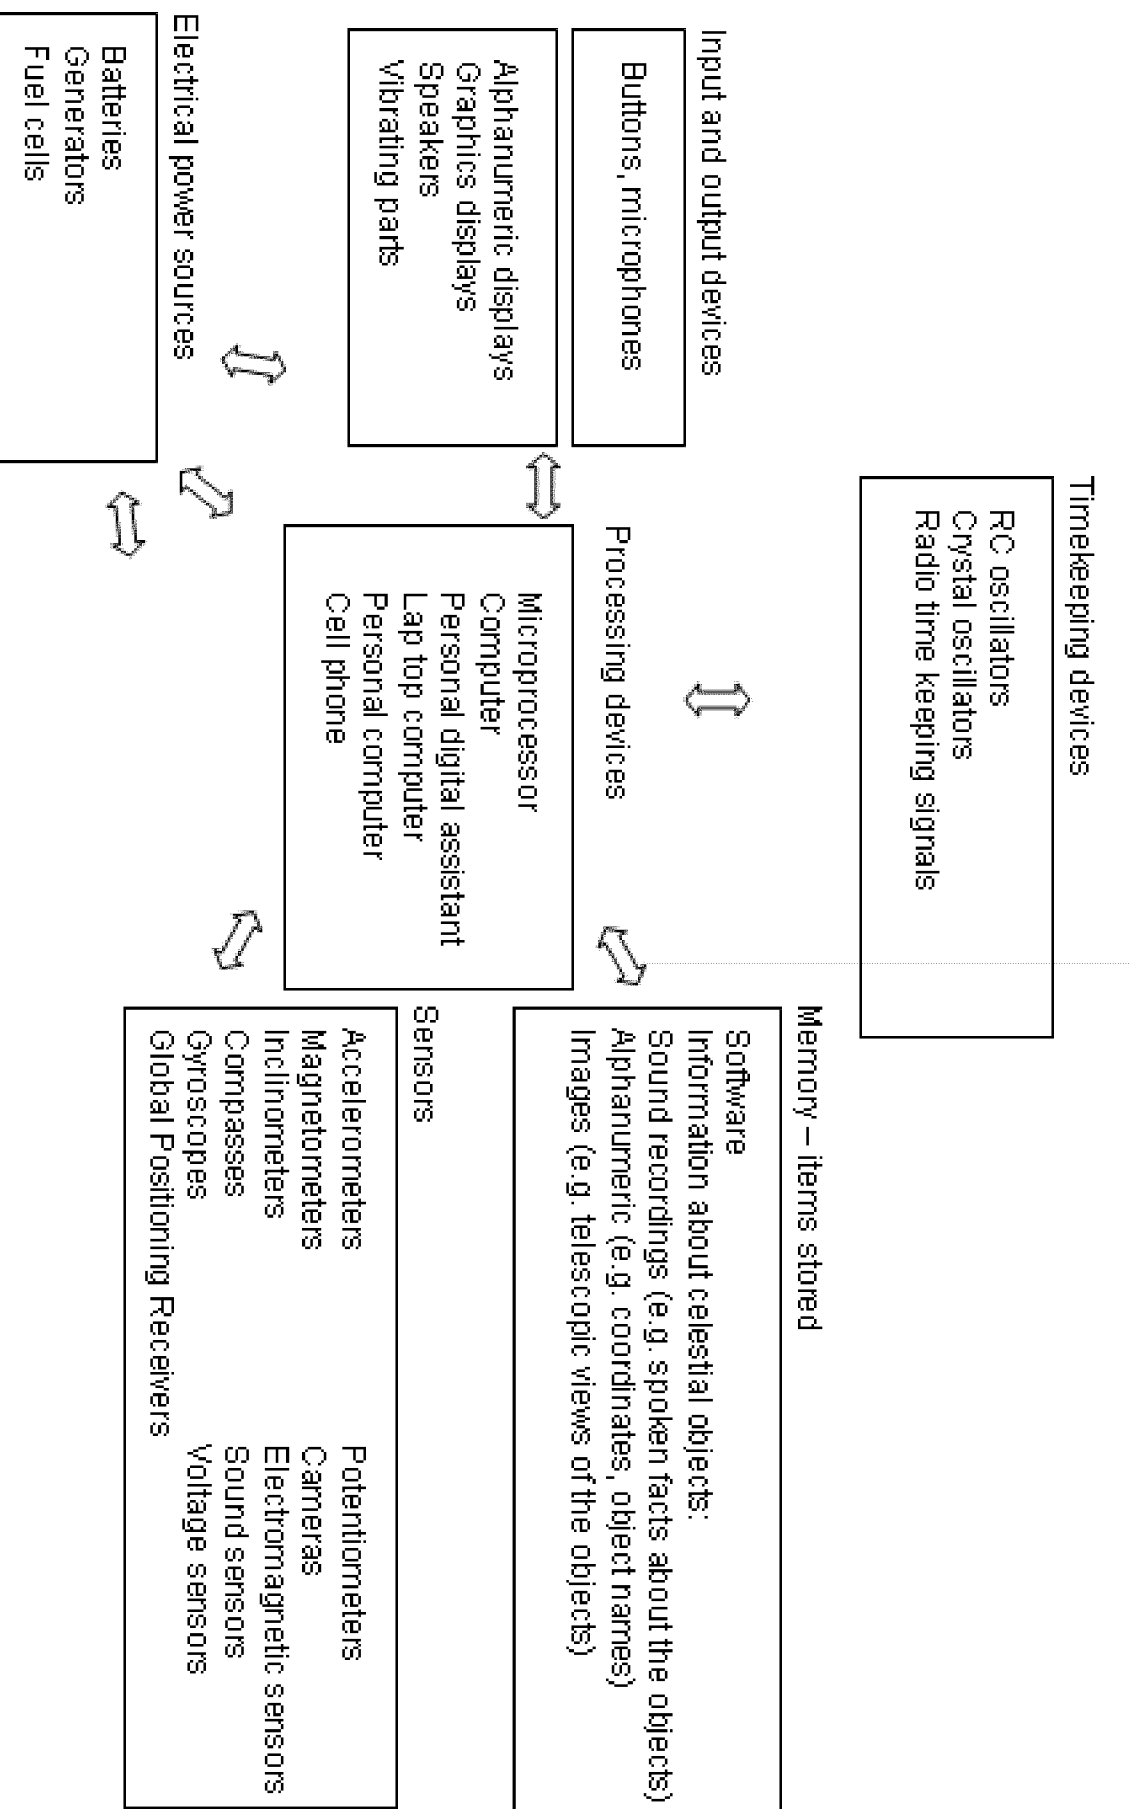 Timekeeping devices
RC oscillators
Crystal oscillators
Radio time keeping signals
Input and output devices
Buttons, microphones
Alphanumeric displays
Graphics displays
Speakers
Vibrating parts
Processing devices
Microprocessor
Computer
Personal digital assistant
Lap top computer
Personal computer
Cell phone
Memory – items stored
Software
Information about celestial objects:
Sound recordings (e.g. spoken facts about the objects)
Alphanumeric (e.g. coordinates, object names)
Images (e.g. telescopic views of the objects)
Electrical power sources
Batteries
Generators
Fuel cells
Sensors
Accelerometers
Magnetometers
Inclinometers
Compasses
Gyroscopes
Global Positioning Receivers
Potentiometers
Cameras
Electromagnetic sensors
Sound sensors
Voltage sensors